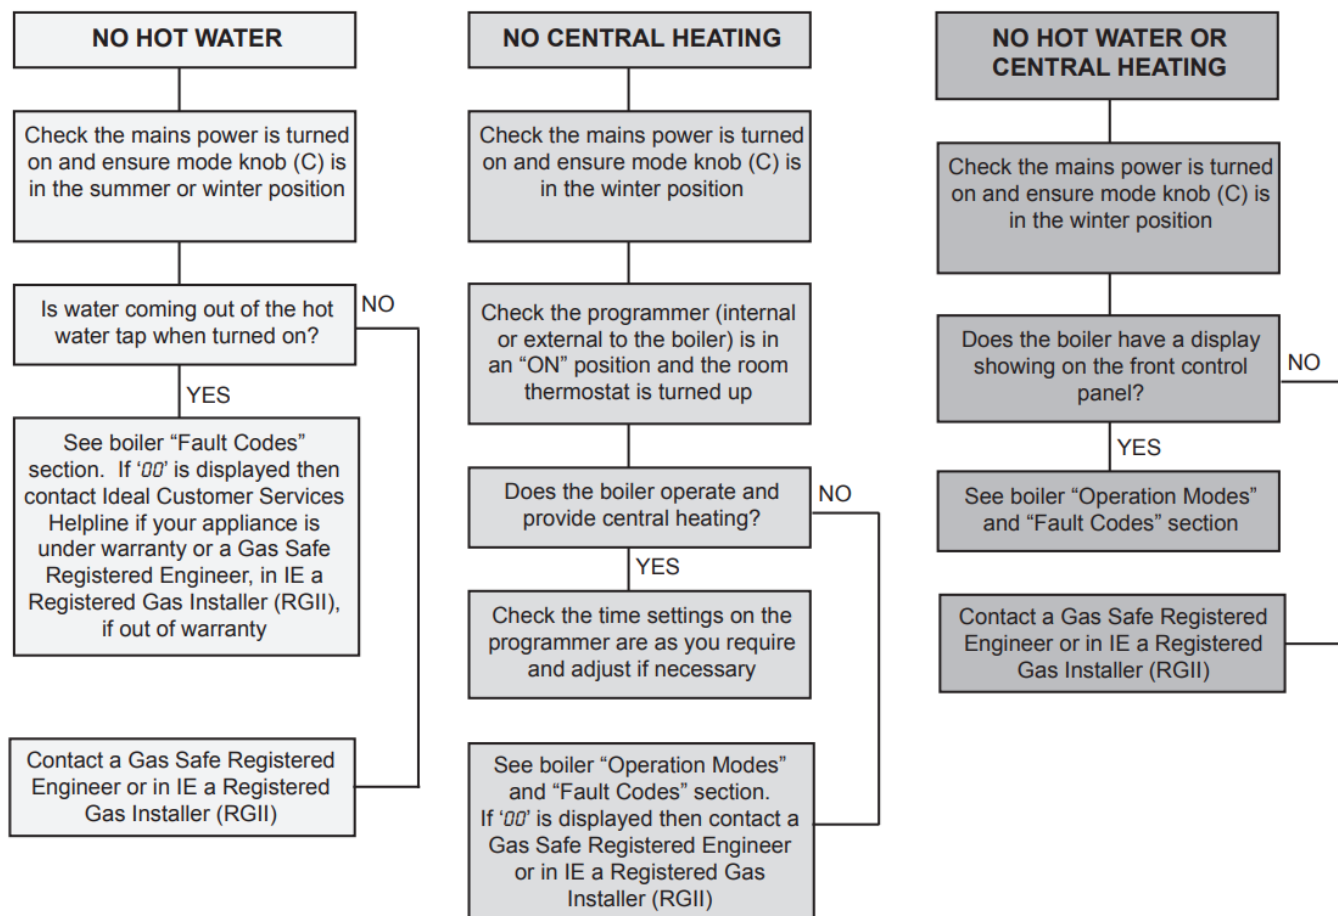 NO HOT WATER
Check the mains power is turned
on and ensure mode knob (C) is
in the summer or winter position
Is water coming out of the hot
water tap when turned on?
NO
YES
See boiler “Fault Codes”
section.  If ‘00’ is displayed then
contact Ideal Customer Services
Helpline if your appliance is
under warranty or a Gas Safe
Registered Engineer, in IE a
Registered Gas Installer (RGII),
if out of warranty
Contact a Gas Safe Registered
Engineer or in IE a Registered
Gas Installer (RGII)
NO CENTRAL HEATING
Check the mains power is turned
on and ensure mode knob (C) is
in the winter position
Check the programmer (internal
or external to the boiler) is in
an “ON” position and the room
thermostat is turned up
Does the boiler operate and
provide central heating?
NO
YES
Check the time settings on the
programmer are as you require
and adjust if necessary
See boiler “Operation Modes”
and “Fault Codes” section.
If ‘00’ is displayed then contact a
Gas Safe Registered Engineer
or in IE a Registered Gas
Installer (RGII)
NO HOT WATER OR
CENTRAL HEATING
Check the mains power is turned
on and ensure mode knob (C) is
in the winter position
Does the boiler have a display
showing on the front control
panel?
NO
YES
See boiler “Operation Modes”
and “Fault Codes” section
Contact a Gas Safe Registered
Engineer or in IE a Registered
Gas Installer (RGII)